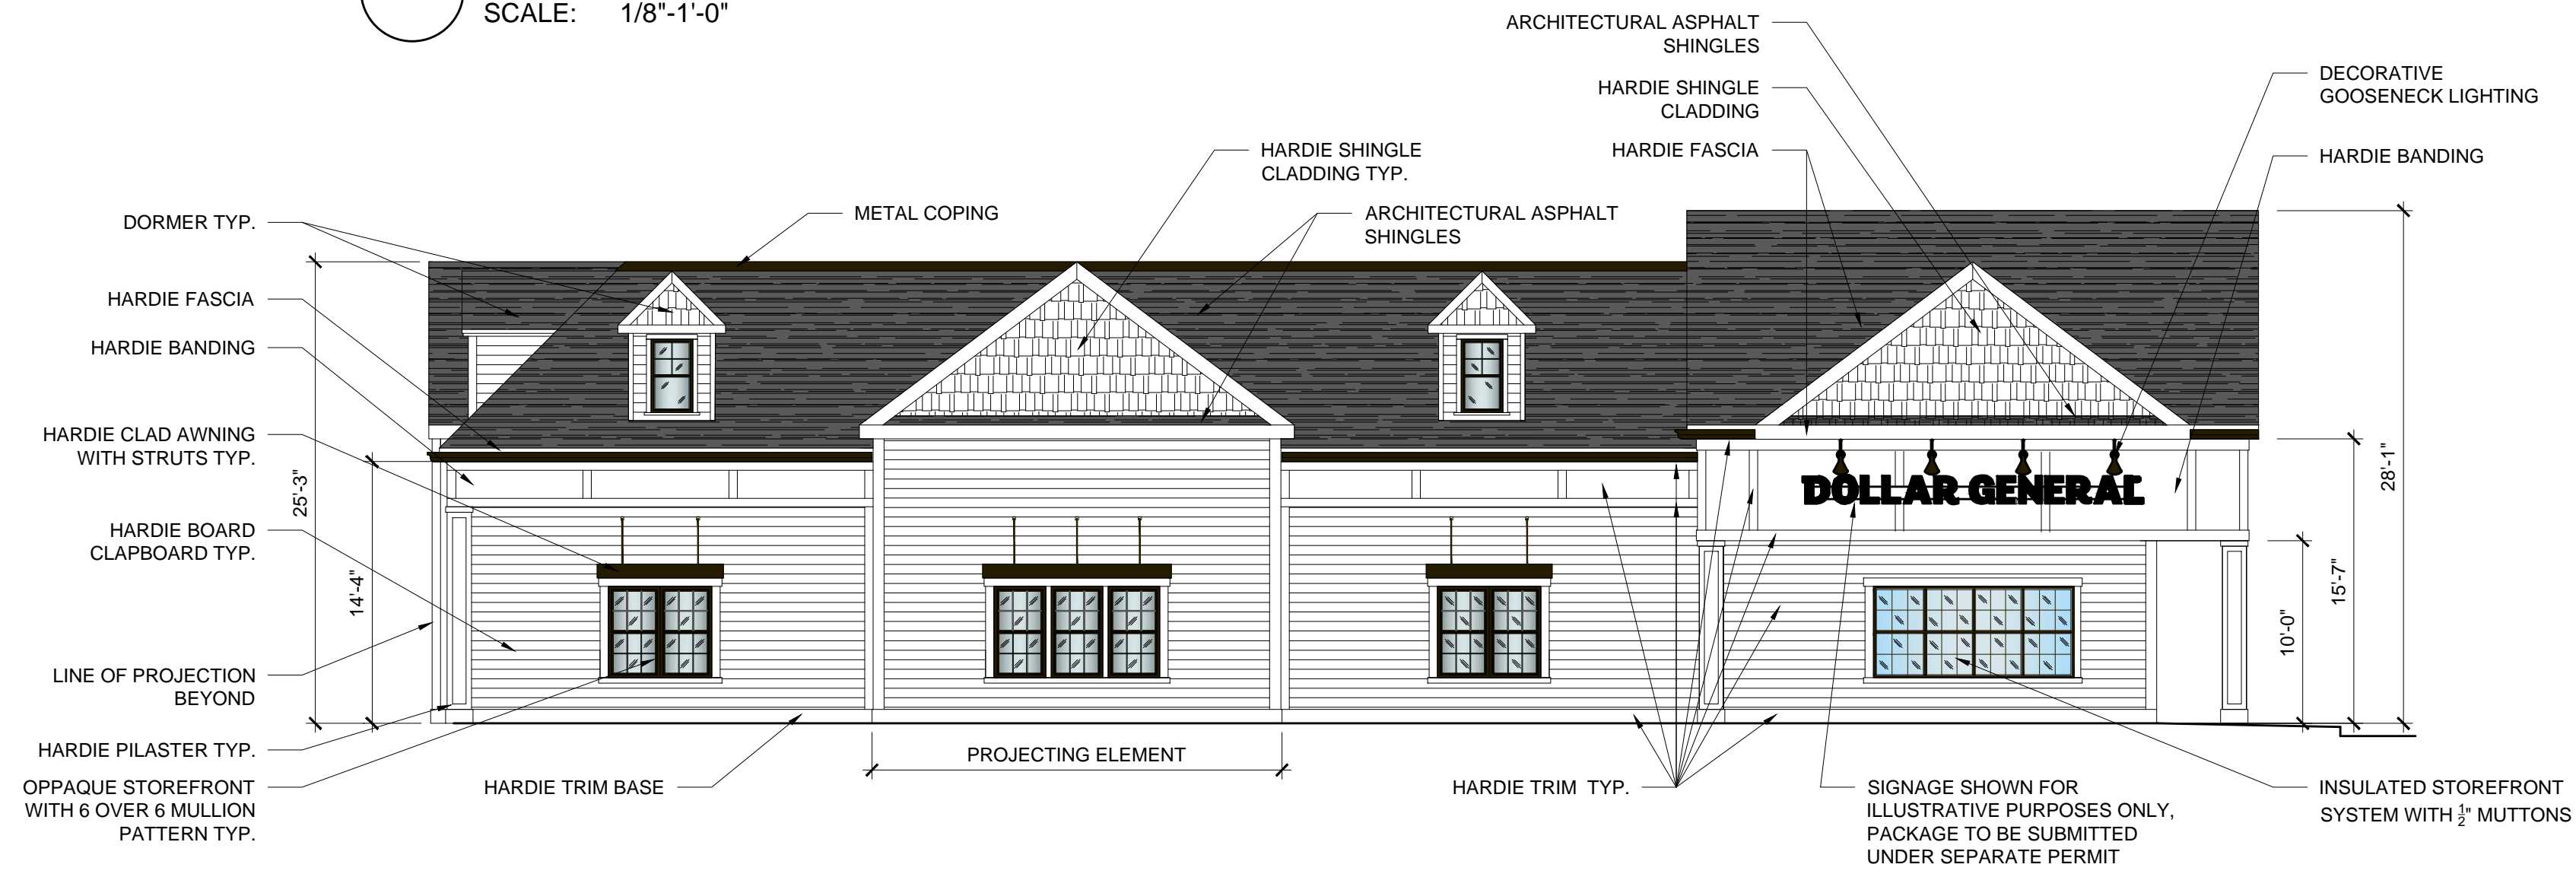 SCALE: 1/8"-1'-0"
ARCHITECTURAL ASPHALT
SHINGLES
HARDIE SHINGLE
CLADDING
HARDIE FASCIA
DECORATIVE
GOOSENECK LIGHTING
HARDIE BANDING
HARDIE SHINGLE
CLADDING TYP.
METAL COPING
ARCHITECTURAL ASPHALT
SHINGLES
DORMER TYP.
HARDIE FASCIA
HARDIE BANDING
HARDIE CLAD AWNING
WITH STRUTS TYP.
HARDIE BOARD
CLAPBOARD TYP.
LINE OF PROJECTION
BEYOND
HARDIE PILASTER TYP.
OPPAQUE STOREFRONT
WITH 6 OVER 6 MULLION
PATTERN TYP.
25'-3"
14'-4"
DOLLAR GENERAL
28'-1"
15'-7"
10'-0"
PROJECTING ELEMENT
HARDIE TRIM BASE
HARDIE TRIM TYP.
SIGNAGE SHOWN FOR
ILLUSTRATIVE PURPOSES ONLY,
PACKAGE TO BE SUBMITTED
UNDER SEPARATE PERMIT
INSULATED STOREFRONT
SYSTEM WITH ½" MUTTONS